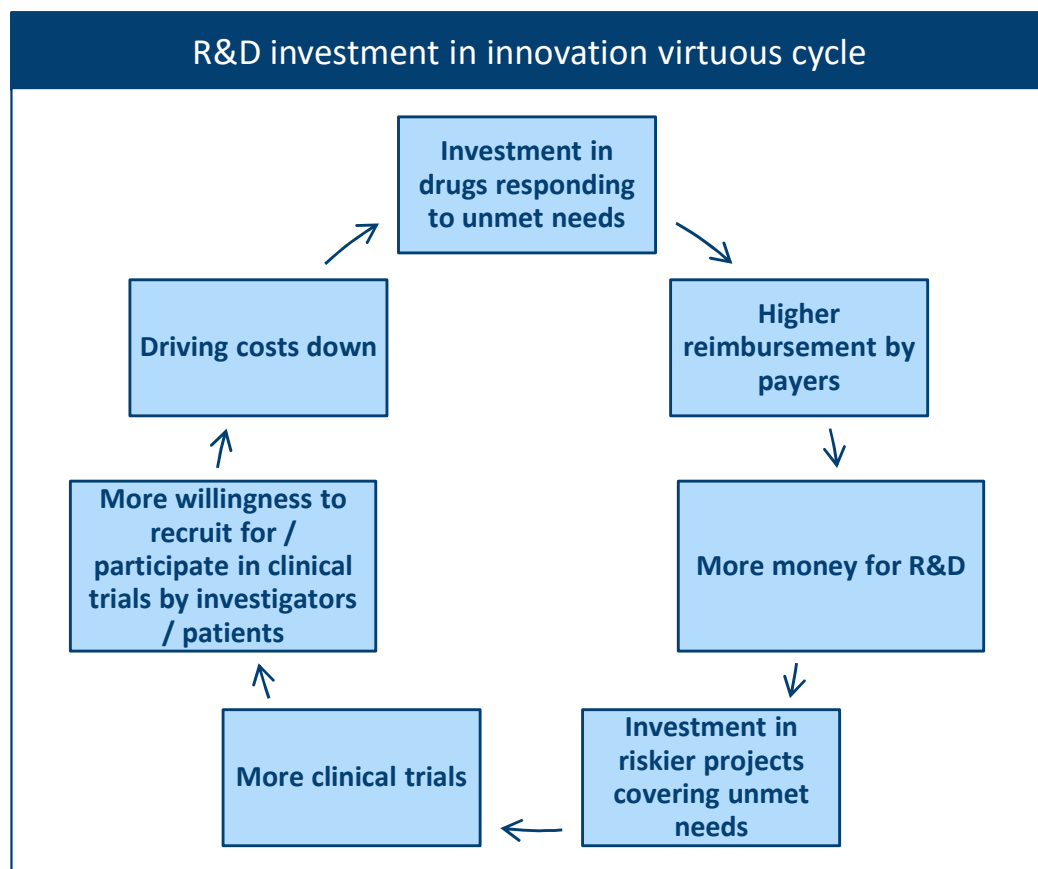 R&D investment in innovation virtuous cycle
Investment in
drugs responding
to unmet needs
Higher
reimbursement by
payers
More money for R&D
Investment in
riskier projects
covering unmet
needs
More clinical trials
More willingness to
recruit for /
participate in clinical
trials by investigators
/ patients
Driving costs down